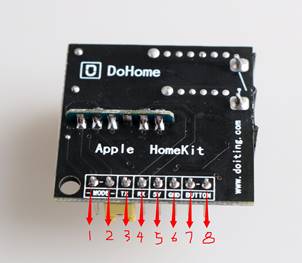 DoHome
Apple HomeKit
www.doiting.com
- MODE - TX RX 5V GND BUTTON
1 2 3 4 5 6 7 8